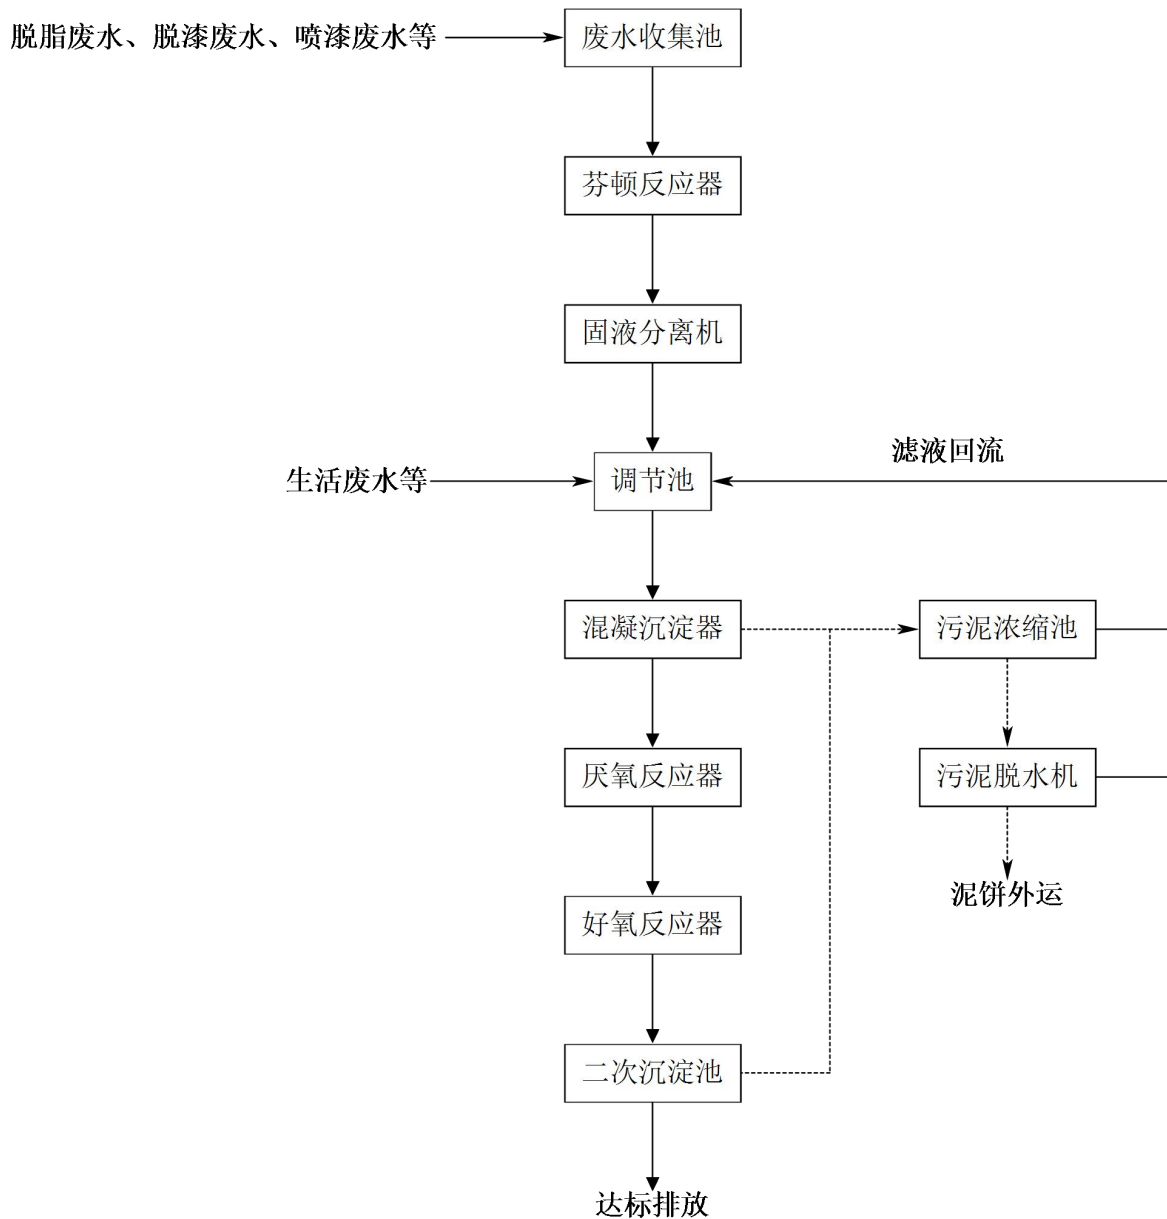 脱脂废水、脱漆废水、喷漆废水等
废水收集池
芬顿反应器
固液分离机
滤液回流
生活废水等
调节池
混凝沉淀器
污泥浓缩池
厌氧反应器
污泥脱水机
泥饼外运
好氧反应器
二次沉淀池
达标排放